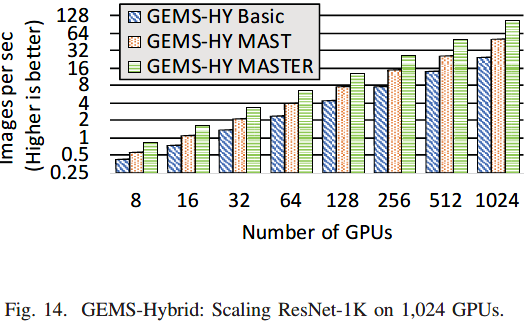 Images per sec
(Higher is better)
128
64
32
16
8
4
2
1
0.5
0.25
GEMS-HY Basic
GEMS-HY MAST
GEMS-HY MASTER
8 16 32 64 128 256 512 1024
Number of GPUs
Fig. 14. GEMS-Hybrid: Scaling ResNet-1K on 1,024 GPUs.